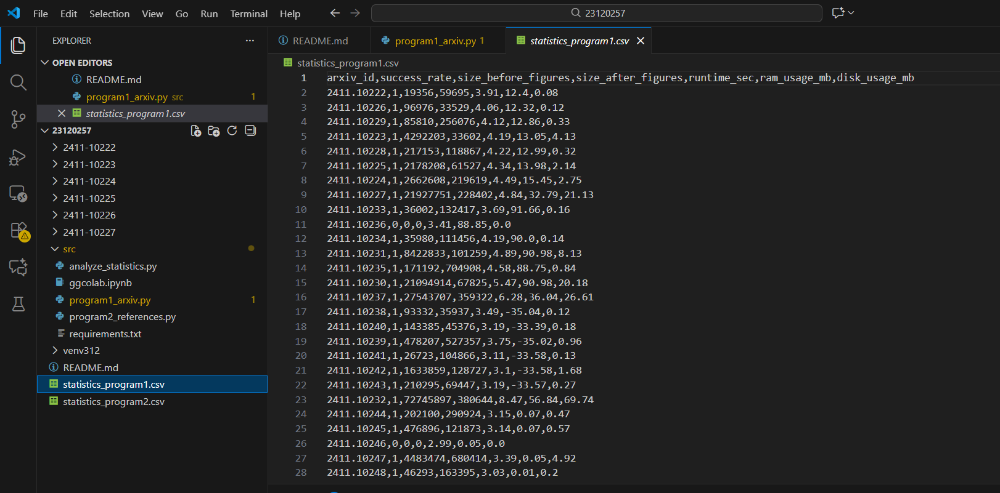 File Edit Selection View Go Run Terminal Help 23120257
EXPLORER
OPEN EDITORS
README.md
program1_arxiv.py src 1
statistics_program1.csv
23120257
2411-10222
2411-10223
2411-10224
2411-10225
2411-10226
2411-10227
src
analyze_statistics.py
ggcolab.ipynb
program1_arxiv.py 1
program2_references.py
requirements.txt
venv312
README.md
statistics_program1.csv
statistics_program2.csv
README.md program1_arxiv.py 1 statistics_program1.csv
statistics_program1.csv
1 arxiv_id,success_rate,size_before_figures,size_after_figures,runtime_sec,ram_usage_mb,disk_usage_mb
2 2411.10222,1,19356,59695,3.91,12.4,0.08
3 2411.10226,1,96976,33529,4.06,12.32,0.12
4 2411.10229,1,85810,256076,4.12,12.86,0.33
5 2411.10223,1,4292203,33602,4.19,13.05,4.13
6 2411.10228,1,217153,118867,4.22,12.99,0.32
7 2411.10225,1,2178208,61527,4.34,13.98,2.14
8 2411.10224,1,2662608,219619,4.49,15.45,2.75
9 2411.10227,1,21927751,228402,4.84,32.79,21.13
10 2411.10233,1,36002,132417,3.69,91.66,0.16
11 2411.10236,0,0,0,3.41,88.85,0.0
12 2411.10234,1,35980,111456,4.19,90.0,0.14
13 2411.10231,1,8422833,101259,4.89,90.98,8.13
14 2411.10235,1,171192,704908,4.58,88.75,0.84
15 2411.10230,1,21094914,67825,5.47,90.98,20.18
16 2411.10237,1,27543707,359322,6.28,36.04,26.61
17 2411.10238,1,93332,35937,3.49,-35.04,0.12
18 2411.10240,1,143385,45376,3.19,-33.39,0.18
19 2411.10239,1,478207,527357,3.75,-35.02,0.96
20 2411.10241,1,26723,104866,3.11,-33.58,0.13
21 2411.10242,1,1633859,128727,3.1,-33.58,1.68
22 2411.10243,1,210295,69447,3.19,-33.57,0.27
23 2411.10232,1,72745897,380644,8.47,56.84,69.74
24 2411.10244,1,202100,290924,3.15,0.07,0.47
25 2411.10245,1,476896,121873,3.14,0.07,0.57
26 2411.10246,0,0,0,2.99,0.05,0.0
27 2411.10247,1,4483474,680414,3.39,0.05,4.92
28 2411.10248,1,46293,163395,3.03,0.01,0.2